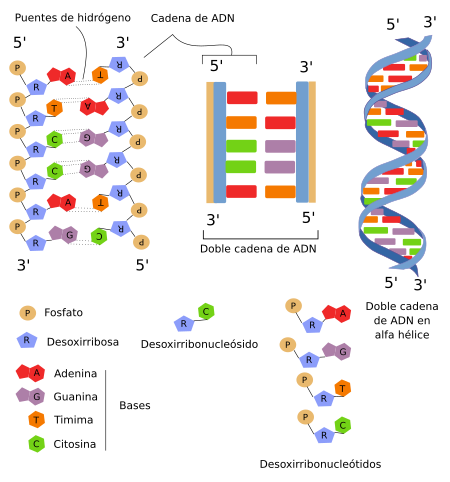 Puentes de hidrógeno
Cadena de ADN
5'
3'
P
R
A
T
R
P
P
R
T
A
R
P
P
R
C
G
R
P
P
R
C
G
R
P
P
R
A
T
R
P
P
R
G
C
R
P
3'
5'
5'
3'
3'
5'
Doble cadena de ADN
5'
3'
5'
3'
Doble cadena
de ADN en
alfa hélice
P Fosfato
R Desoxirribosa
A Adenina
G Guanina
T Timima
C Citosina
Bases
R C
Desoxirribonucleósido
P R A
P R G
P R T
P R C
Desoxirribonucleótidos